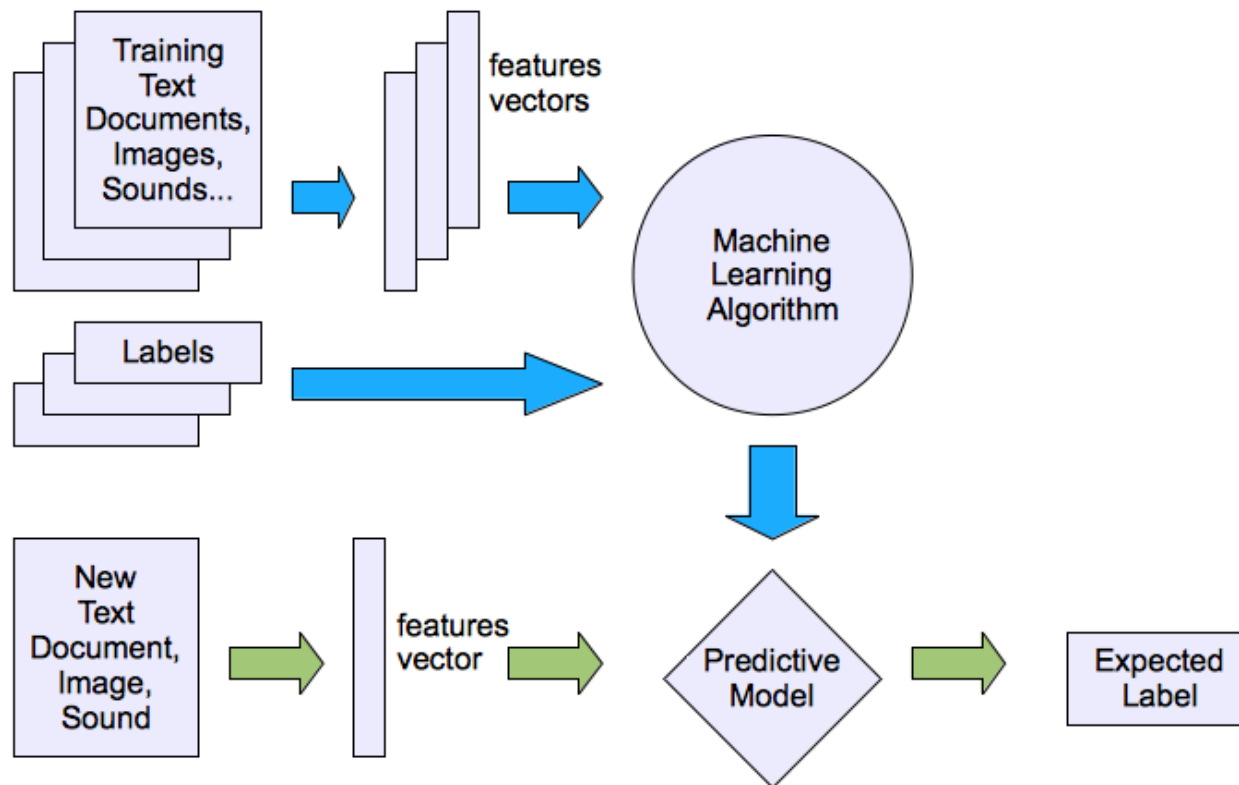 Training
Text
Documents,
Images,
Sounds...
features
vectors
Machine
Learning
Algorithm
Labels
New
Text
Document,
Image,
Sound
features
vector
Predictive
Model
Expected
Label